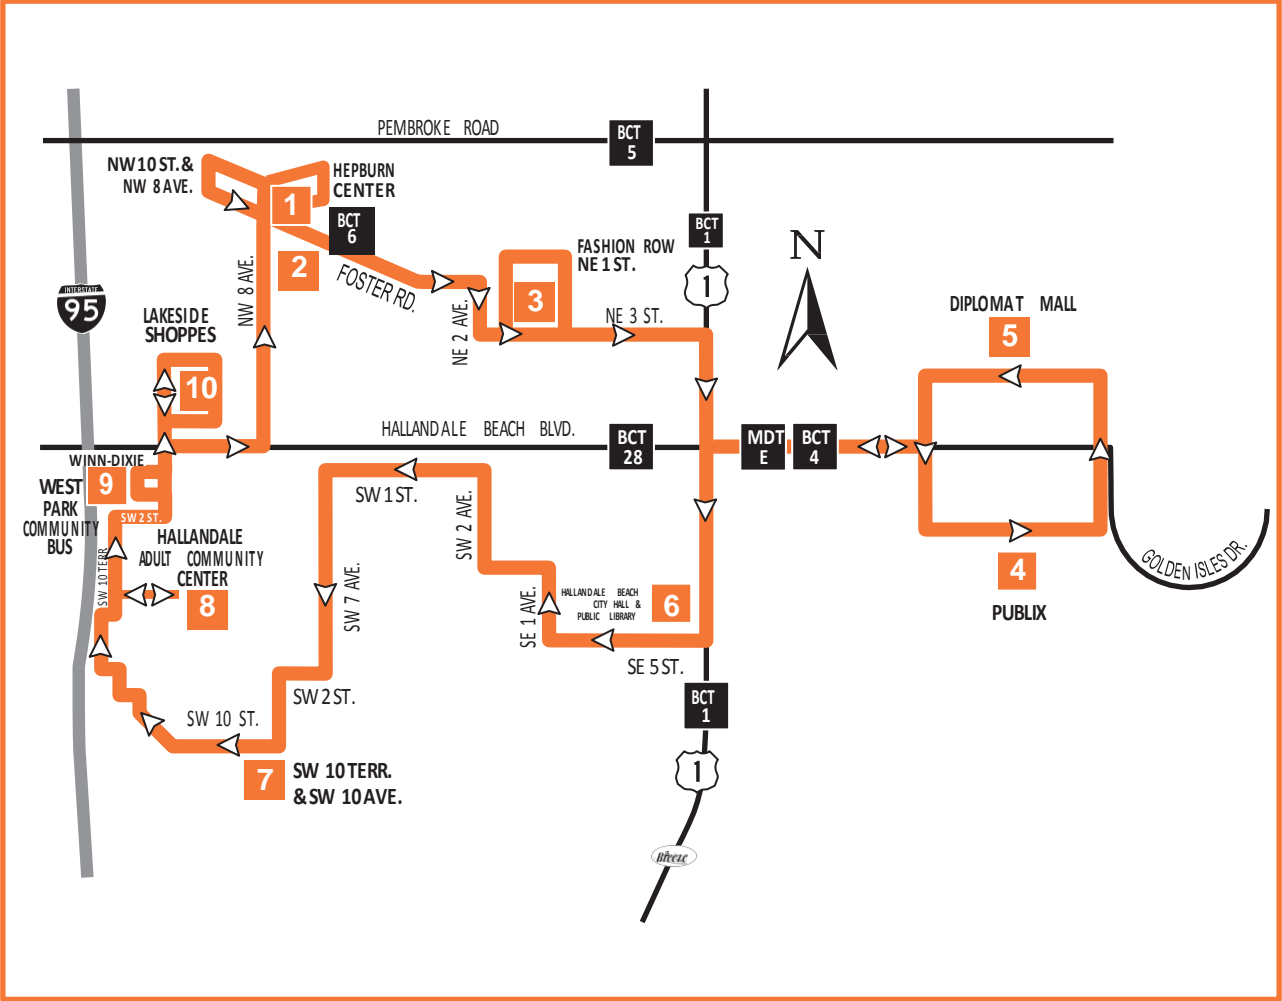 PEMBROKE ROAD
BCT
5
NW 10 ST. &
NW 8 AVE.
HEPBURN
CENTER
1
BCT
6
BCT
1
1
N
2
FOSTER RD.
FASHION ROW
NE 1 ST.
3
NE 3 ST.
NE 2 AVE.
NW 8 AVE.
INTERSTATE
95
LAKESIDE
SHOPPES
10
DIPLOMAT MALL
5
HALLANDALE BEACH BLVD.
BCT
28
MDT
E
BCT
4
WINN-DIXIE
9
WEST
PARK
COMMUNITY
BUS
SW 2 ST.
SW 1 ST.
SW 2 AVE.
HALLANDALE
ADULT COMMUNITY
CENTER
8
SW 10 TERR
SW 7 AVE.
SE 1 AVE.
HALLANDALE BEACH
CITY HALL &
PUBLIC LIBRARY
6
GOLDEN ISLES DR.
4
PUBLIX
SE 5 ST.
SW 2 ST.
SW 10 ST.
BCT
1
1
7
SW 10 TERR.
& SW 10 AVE.
Breeze